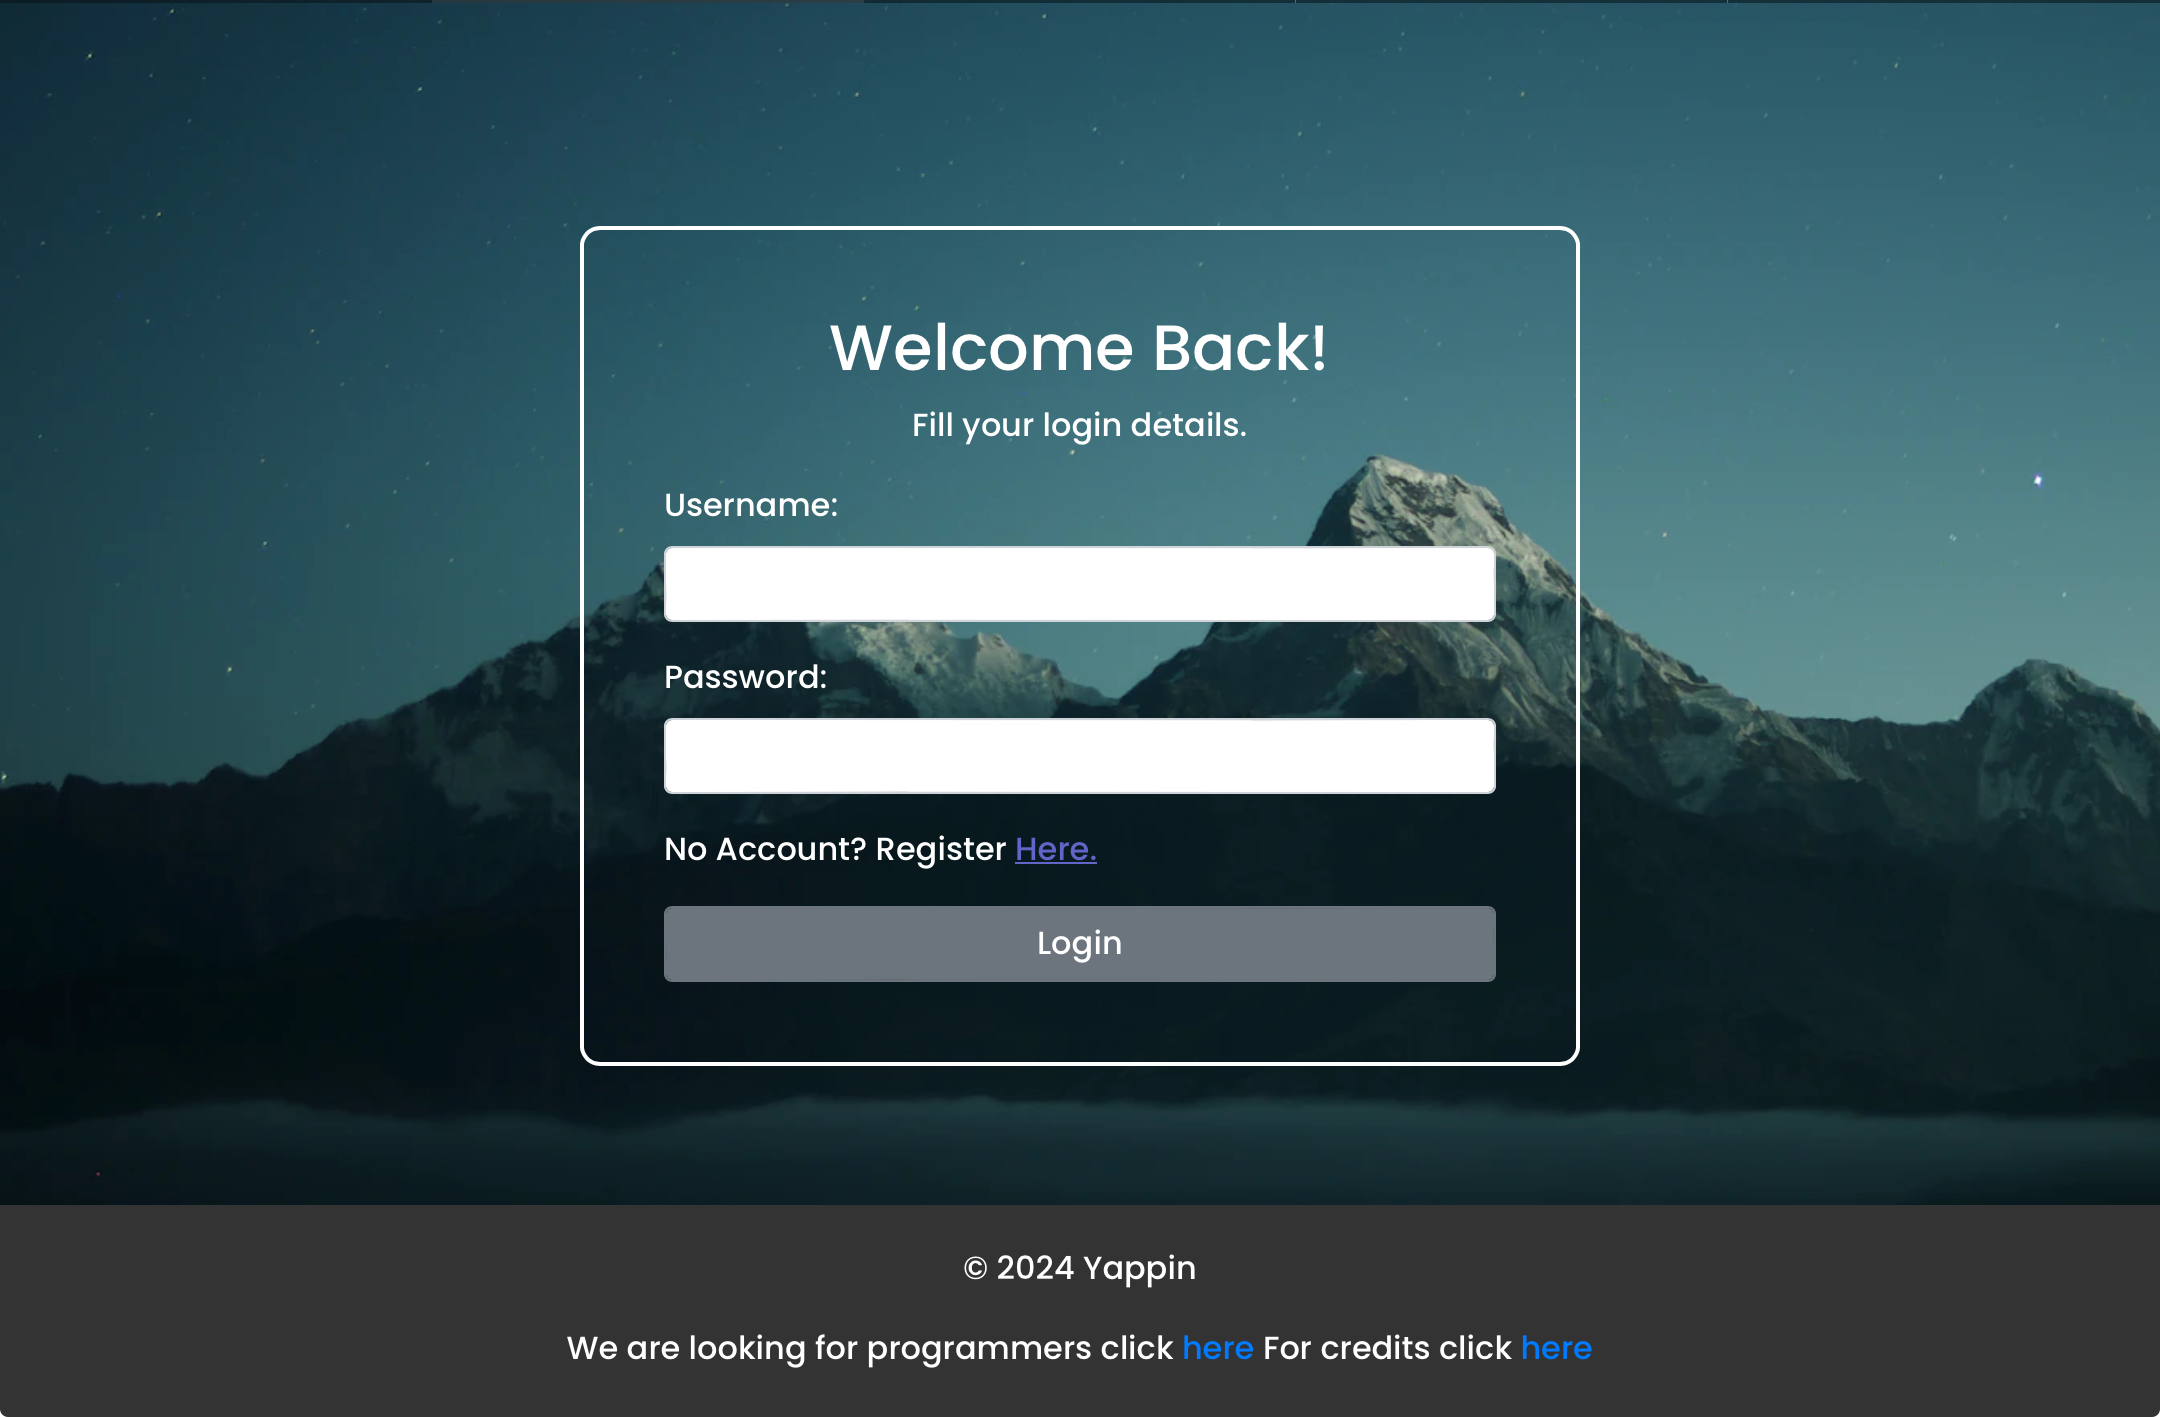 Welcome Back!
Fill your login details.
Username:
Password:
No Account? Register Here.
Login
© 2024 Yappin
We are looking for programmers click here For credits click here